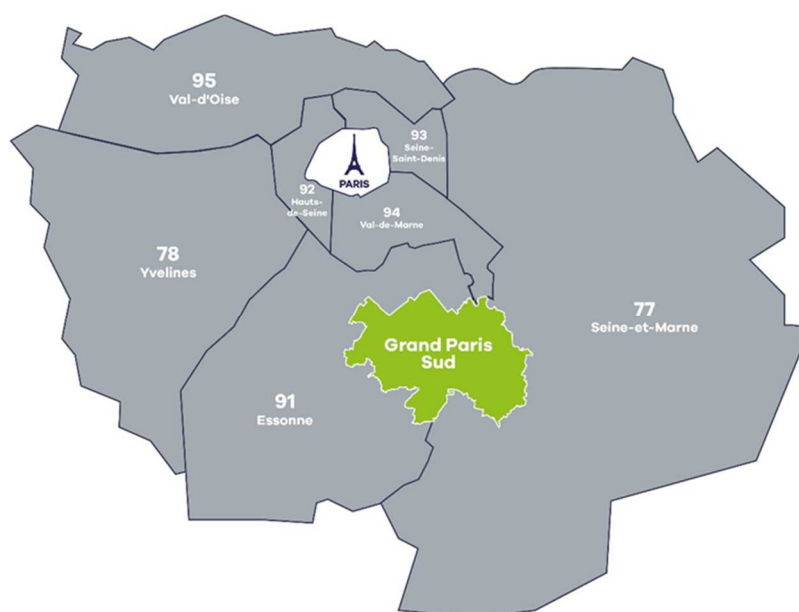 95
Val-d'Oise
93
Seine-
Saint-Denis
PARIS
92
Hauts-
de-Seine
94
Val-de-Marne
78
Yvelines
77
Seine-et-Marne
Grand Paris
Sud
91
Essonne